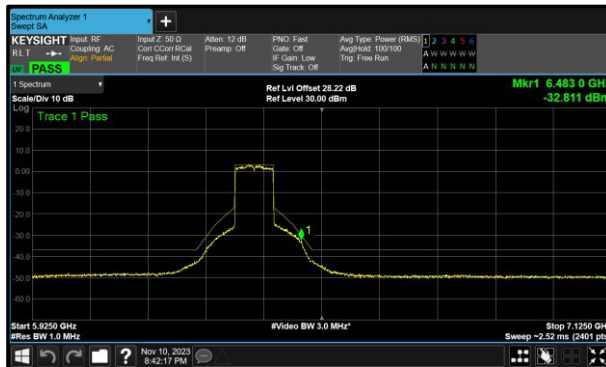 Spectrum Analyzer 1
Swept SA
+
KEYSIGHT
RLT
PASS
Input: RF
Coupling: AC
Align: Partial
Input Z: 50 Ω
Corr CCorr RCal
Freq Ref: Int (S)
Atten: 12 dB
Preamp: Off
PNO: Fast
Gate: Off
IF Gain: Low
Sig Track: Off
Avg Type: Power (RMS)
Avg|Hold: 100/100
Trig: Free Run
1 2 3 4 5 6
A W W W W W
A N N N N N
1 Spectrum
Scale/Div 10 dB
Ref Lvl Offset 28.22 dB
Ref Level 30.00 dBm
Mkr1 6.483 0 GHz
-32.811 dBm
Log
Trace 1 Pass
20.0
10.0
0.00
-10.0
-20.0
-30.0
-40.0
-50.0
-60.0
1
Start 5.9250 GHz
#Res BW 1.0 MHz
#Video BW 3.0 MHz*
Stop 7.1250 GHz
Sweep ~2.52 ms (2401 pts)
?
Nov 10, 2023
8:42:17 PM